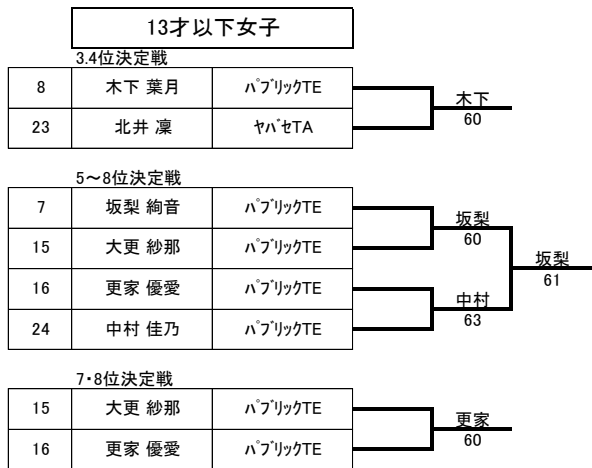 13才以下女子
3.4位決定戦
8 木下 葉月 ﾊﾟﾌﾞﾘｯｸTE
木下
60
23 北井 凜 ﾔﾊﾞｾTA
5～8位決定戦
7 坂梨 絢音 ﾊﾟﾌﾞﾘｯｸTE
坂梨
60
15 大更 紗那 ﾊﾟﾌﾞﾘｯｸTE
坂梨
61
16 更家 優愛 ﾊﾟﾌﾞﾘｯｸTE
中村
63
24 中村 佳乃 ﾊﾟﾌﾞﾘｯｸTE
7・8位決定戦
15 大更 紗那 ﾊﾟﾌﾞﾘｯｸTE
更家
60
16 更家 優愛 ﾊﾟﾌﾞﾘｯｸTE